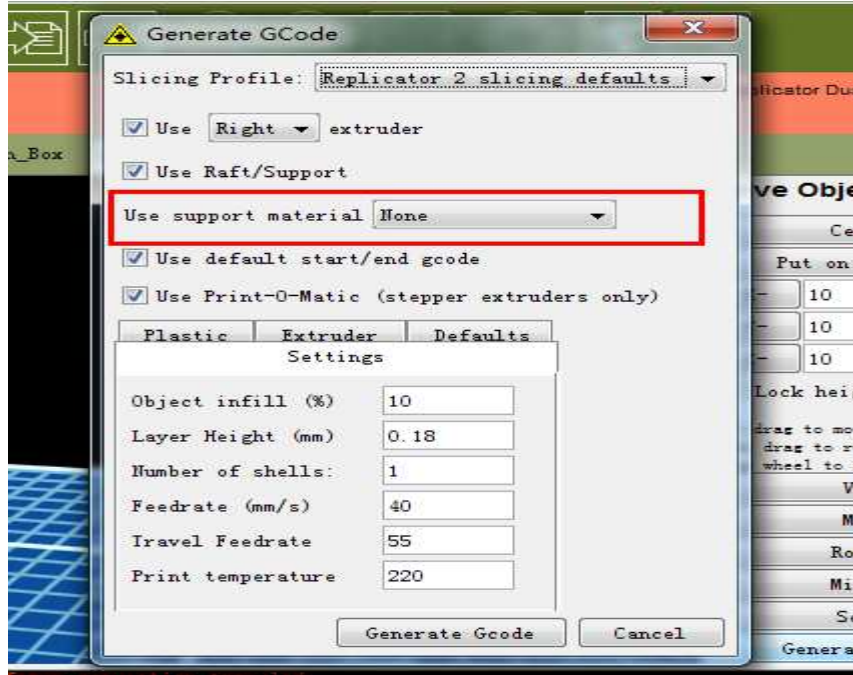 Generate GCode
Slicing Profile: Replicator 2 slicing defaults
Use Right extruder
Use Raft/Support
Use support material None
Use default start/end gcode
Use Print-O-Matic (stepper extruders only)
Plastic Extruder Defaults
Settings
Object infill (%) 10
Layer Height (mm) 0.18
Number of shells: 1
Feedrate (mm/s) 40
Travel Feedrate 55
Print temperature 220
Generate Gcode Cancel
licator Du
_Box
ve Obje
Ce
Put on
10
10
10
Lock hei
drag to mo
drag to r
wheel to
V
M
Ro
Mi
Genera